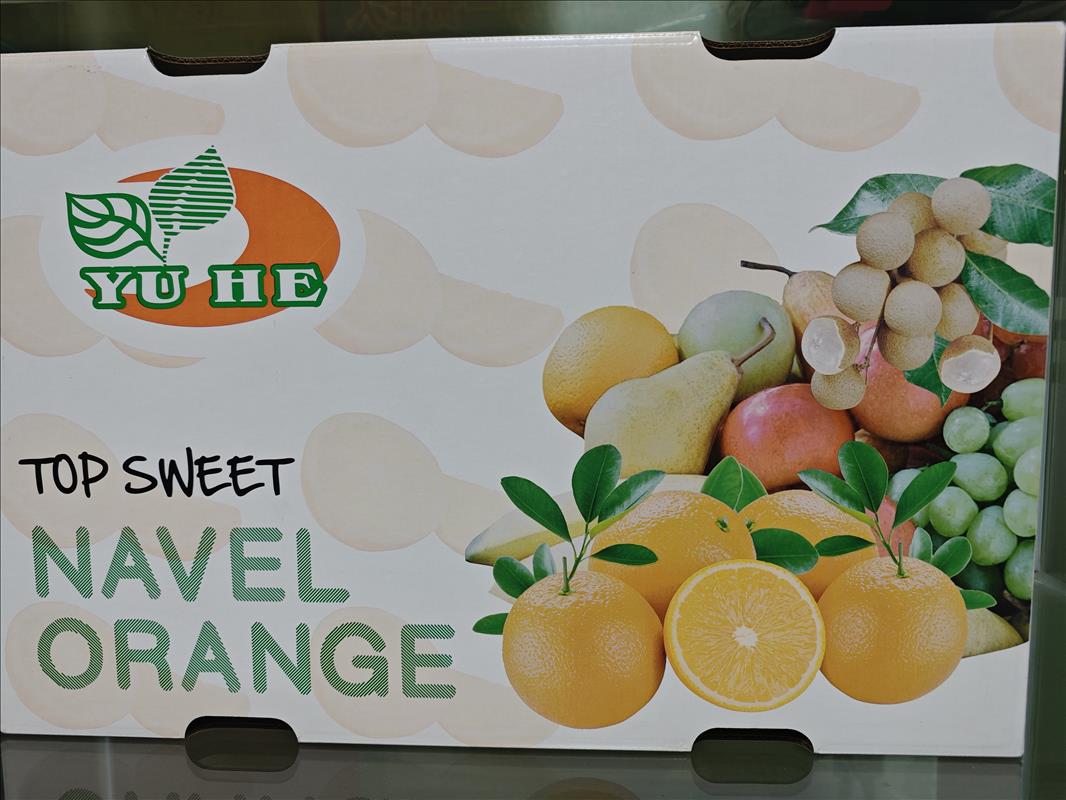 YU HE
TOP SWEET
NAVEL
ORANGE